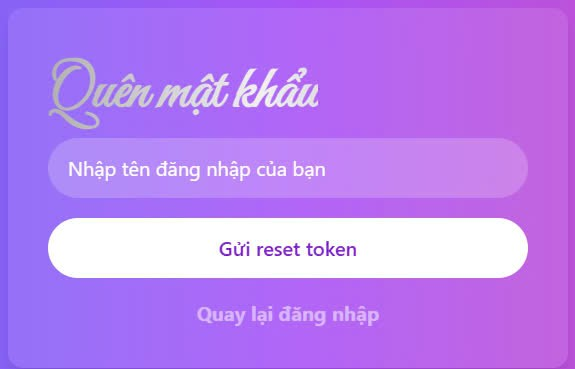 Quên mật khẩu
Nhập tên đăng nhập của bạn
Gửi reset token
Quay lại đăng nhập